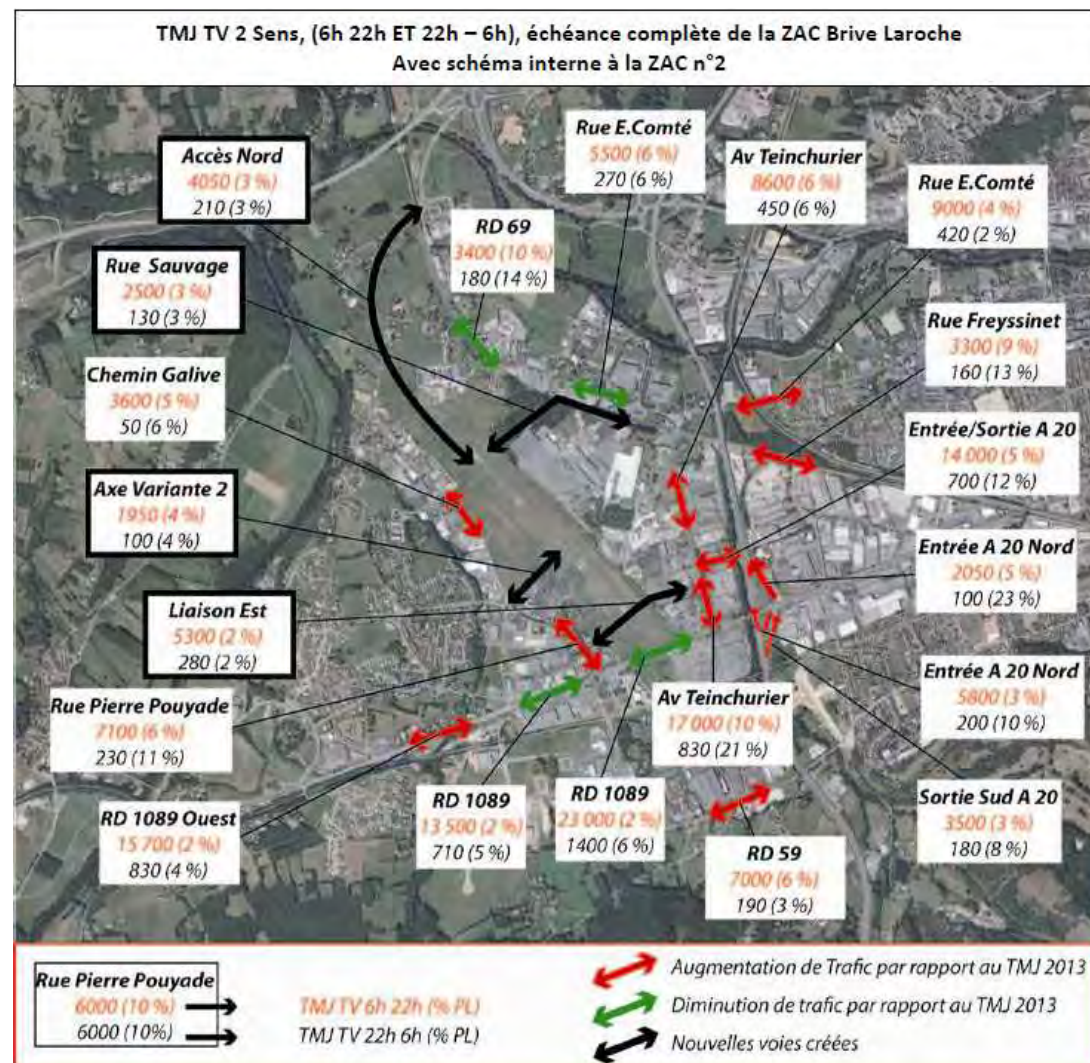 TMJ TV 2 Sens, (6h 22h ET 22h – 6h), échéance complète de la ZAC Brive Laroche
Avec schéma interne à la ZAC n°2
Accès Nord
4050 (3 %)
210 (3 %)
Rue E.Comté
5500 (6 %)
270 (6 %)
Av Teinchurier
8600 (6 %)
450 (6 %)
Rue E.Comté
9000 (4 %)
420 (2 %)
RD 69
3400 (10 %)
180 (14 %)
Rue Sauvage
2500 (3 %)
130 (3 %)
Rue Freyssinet
3300 (9 %)
160 (13 %)
Chemin Galive
3600 (5 %)
50 (6 %)
Entrée/Sortie A 20
14 000 (5 %)
700 (12 %)
Axe Variante 2
1950 (4 %)
100 (4 %)
Entrée A 20 Nord
2050 (5 %)
100 (23 %)
Liaison Est
5300 (2 %)
280 (2 %)
Entrée A 20 Nord
5800 (3 %)
200 (10 %)
Rue Pierre Pouyade
7100 (6 %)
230 (11 %)
Av Teinchurier
17 000 (10 %)
830 (21 %)
RD 1089 Ouest
15 700 (2 %)
830 (4 %)
RD 1089
13 500 (2 %)
710 (5 %)
RD 1089
23 000 (2 %)
1400 (6 %)
Sortie Sud A 20
3500 (3 %)
180 (8 %)
RD 59
7000 (6 %)
190 (3 %)
Rue Pierre Pouyade
6000 (10 %)
6000 (10%)
TMJ TV 6h 22h (% PL)
TMJ TV 22h 6h (% PL)
Augmentation de Trafic par rapport au TMJ 2013
Diminution de trafic par rapport au TMJ 2013
Nouvelles voies créées